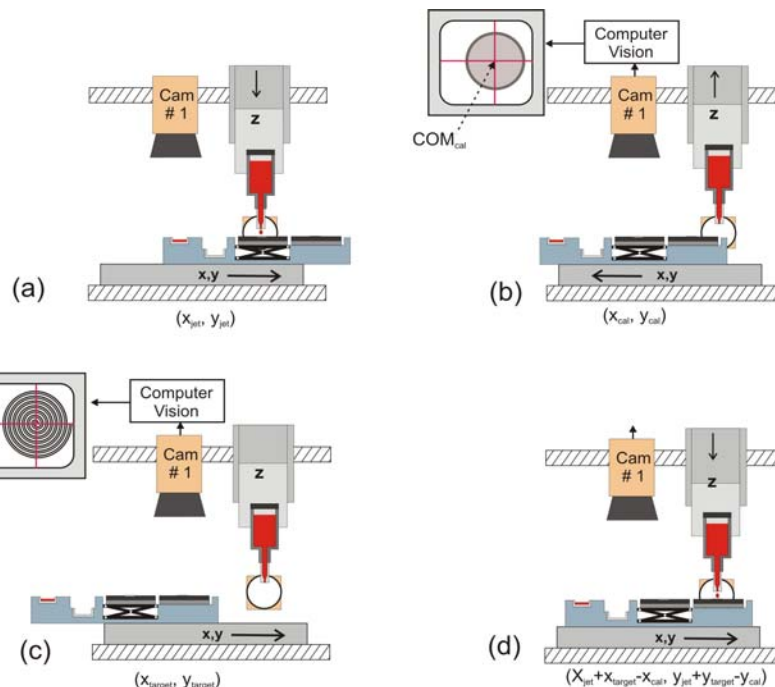 Cam
# 1
z
x,y
(a)
(x_jet, y_jet)
Computer
Vision
COM_cal
Cam
# 1
z
x,y
(b)
(x_cal, y_cal)
Computer
Vision
Cam
# 1
z
x,y
(c)
(x_target, y_target)
Cam
# 1
z
x,y
(d)
(X_jet+x_target-x_cal, y_jet+y_target-y_cal)